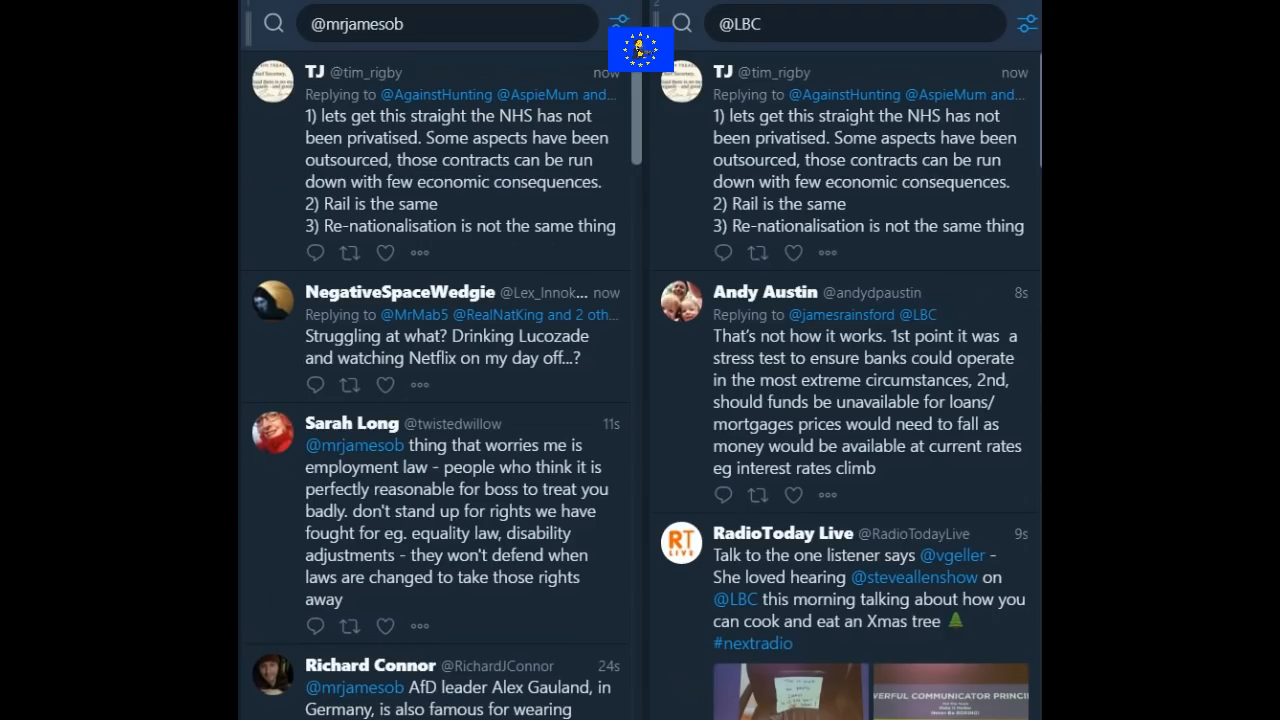 @mrjamesob
TJ @tim_rigby now
Replying to @AgainstHunting @AspieMum and...
1) lets get this straight the NHS has not
been privatised. Some aspects have been
outsourced, those contracts can be run
down with few economic consequences.
2) Rail is the same
3) Re-nationalisation is not the same thing
NegativeSpaceWedgie @Lex_Innok... now
Replying to @MrMab5 @RealNatKing and 2 oth...
Struggling at what? Drinking Lucozade
and watching Netflix on my day off...?
Sarah Long @twistedwillow 11s
@mrjamesob thing that worries me is
employment law - people who think it is
perfectly reasonable for boss to treat you
badly. don't stand up for rights we have
fought for eg. equality law, disability
adjustments - they won't defend when
laws are changed to take those rights
away
Richard Connor @RichardJConnor 24s
@mrjamesob AfD leader Alex Gauland, in
Germany, is also famous for wearing
2
@LBC
TJ @tim_rigby now
Replying to @AgainstHunting @AspieMum and...
1) lets get this straight the NHS has not
been privatised. Some aspects have been
outsourced, those contracts can be run
down with few economic consequences.
2) Rail is the same
3) Re-nationalisation is not the same thing
Andy Austin @andydpaustin 8s
Replying to @jamesrainsford @LBC
That's not how it works. 1st point it was a
stress test to ensure banks could operate
in the most extreme circumstances, 2nd,
should funds be unavailable for loans/
mortgages prices would need to fall as
money would be available at current rates
eg interest rates climb
RadioToday Live @RadioTodayLive 9s
RT
LIVE
Talk to the one listener says @vgeller -
She loved hearing @steveallenshow on
@LBC this morning talking about how you
can cook and eat an Xmas tree
#nextradio
VERFUL COMMUNICATOR PRINCI